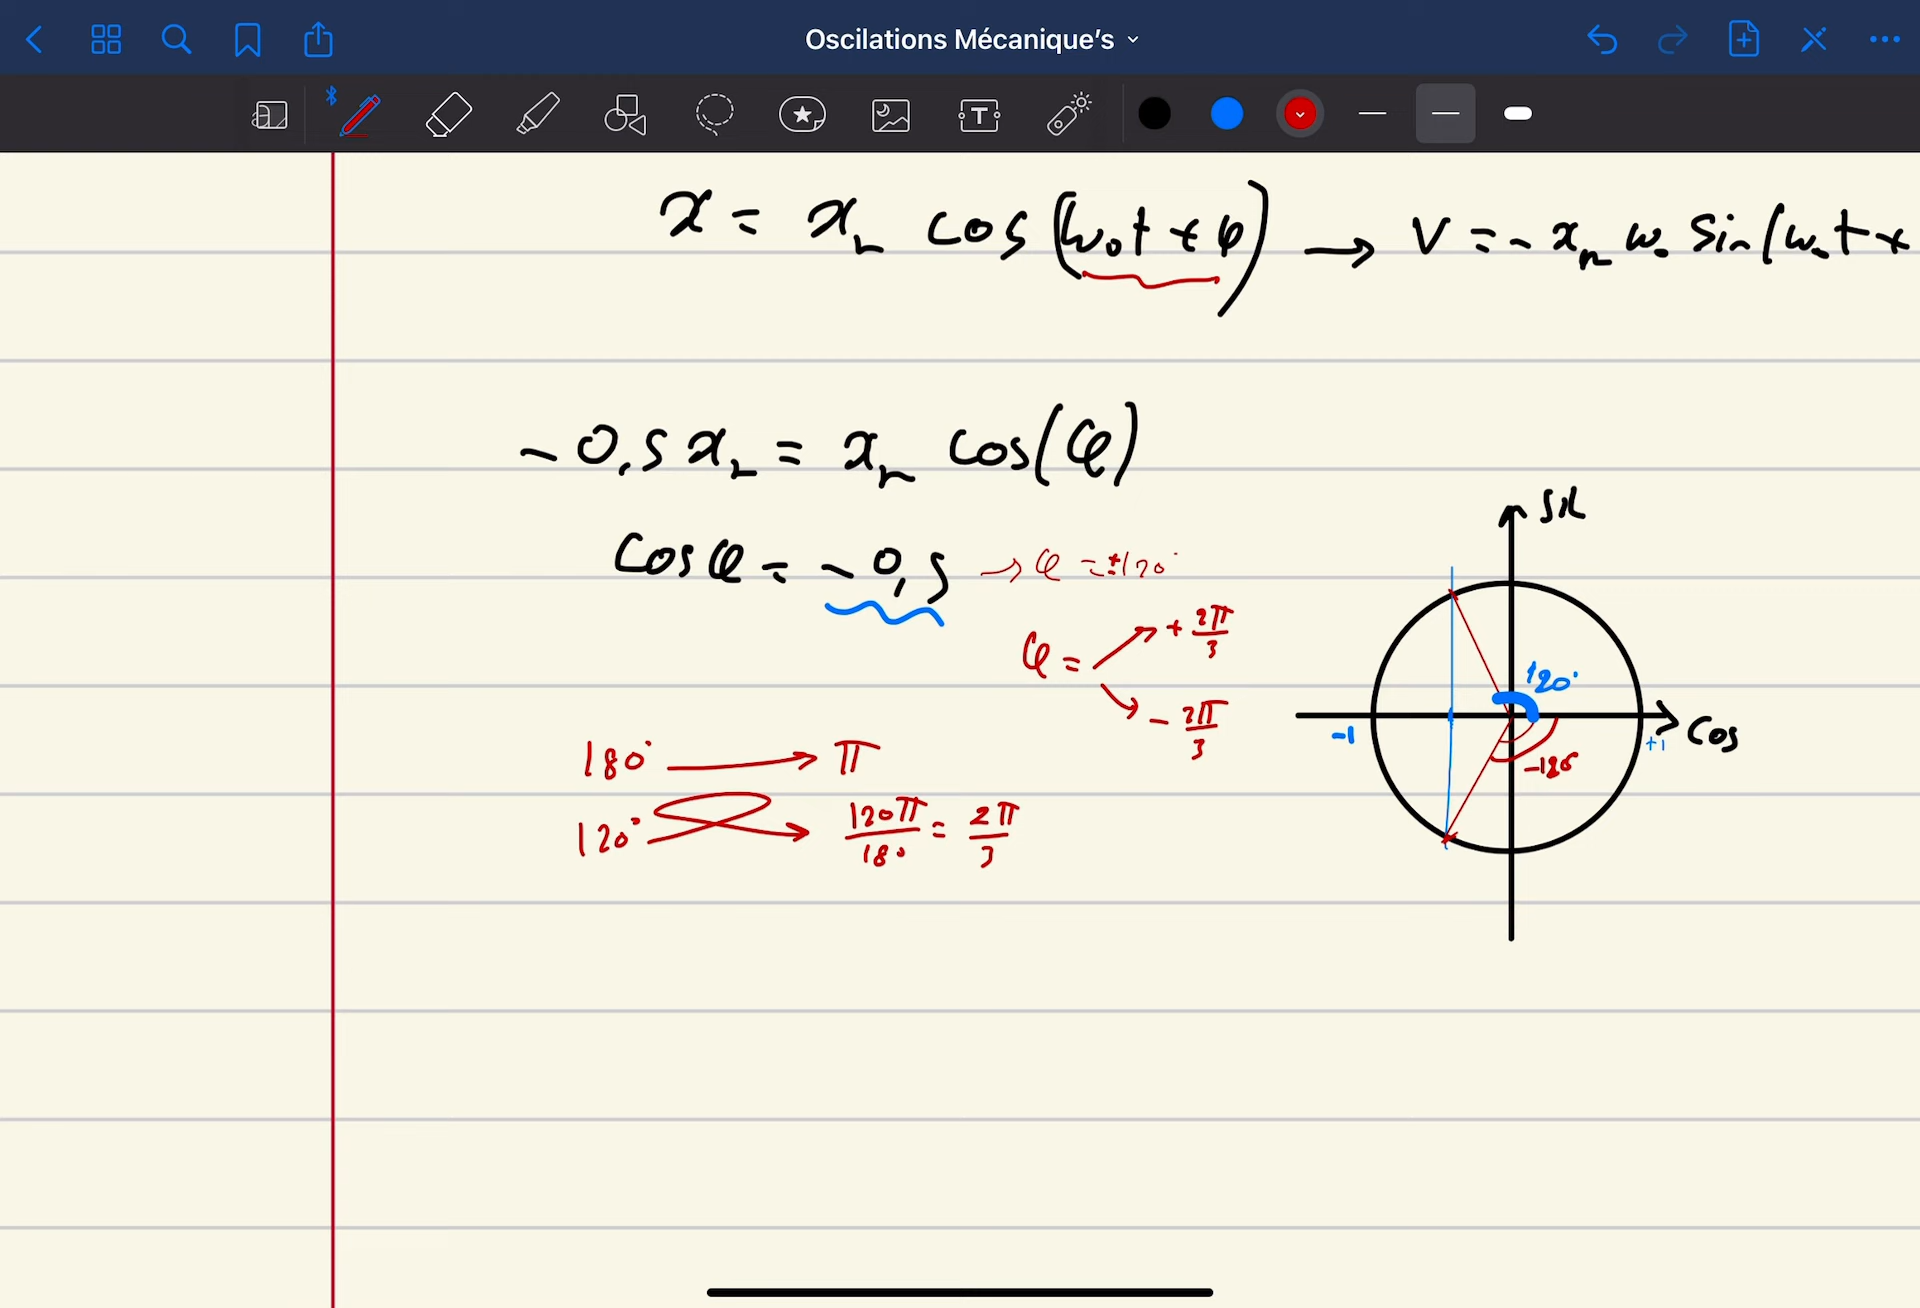 Oscilations Mécanique's
T
x = xₘ cos(ω₀t + φ) → V = - xₘ ω₀ sin(ω₀t +
- 0,5 xₘ = xₘ cos(φ)
sin
cos φ = - 0,5 → φ = ±120°
φ = + 2π/3
- 2π/3
120°
-1
+1
cos
-120
180° → π
120° → 120π/180 = 2π/3